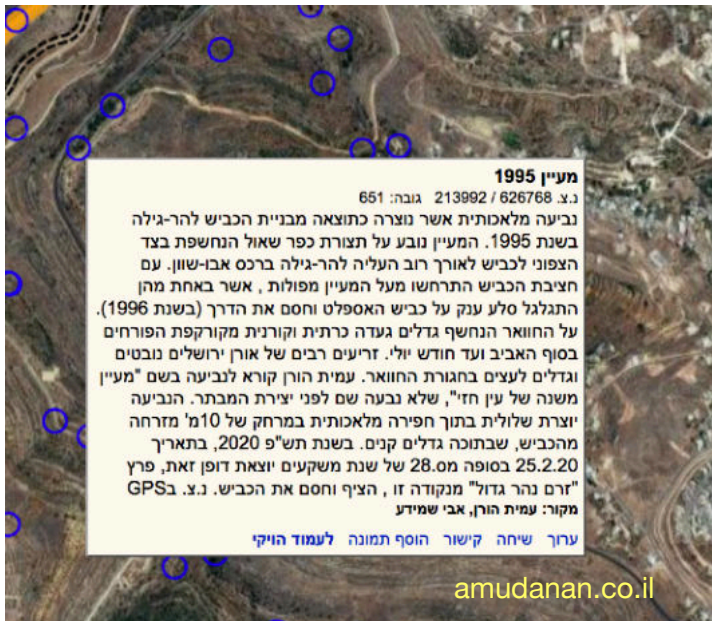 מעיין 1995
נ.צ. 213992 / 626768 גובה: 651
נביעה מלאכותית אשר נוצרה כתוצאה מבניית הכביש להר-גילה
בשנת 1995. המעיין נובע על תצורת כפר שאול הנחשפת בצד
הצפוני לכביש לאורך רוב העליה להר-גילה ברכס אבו-שוון. עם
חציבת הכביש התרחשו מעל המעיין מפולות , אשר באחת מהן
התגלגל סלע ענק על כביש האספלט וחסם את הדרך (בשנת 1996).
על החוואר הנחשף גדלים געדה כרתית וקורנית מקורקפת הפורחים
בסוף האביב ועד חודש יולי. זריעים רבים של אורן ירושלים נובטים
וגדלים לעצים בחגורת החוואר. עמית הורן קורא לנביעה בשם "מעיין
משנה של עין חזי", שלא נבעה שם לפני יצירת המבתר. הנביעה
יוצרת שלולית בתוך חפירה מלאכותית במרחק של 10מ' מזרחה
מהכביש, שבתוכה גדלים קנים. בשנת תש"פ 2020, בתאריך
25.2.20 בסופה מס.28 של שנת משקעים יוצאת דופן זאת, פרץ
"זרם נהר גדול" מנקודה זו , הציף וחסם את הכביש. נ.צ. בGPS
מקור: עמית הורן, אבי שמידע
ערוך שיחה קישור הוסף תמונה לעמוד הויקי
amudanan.co.il